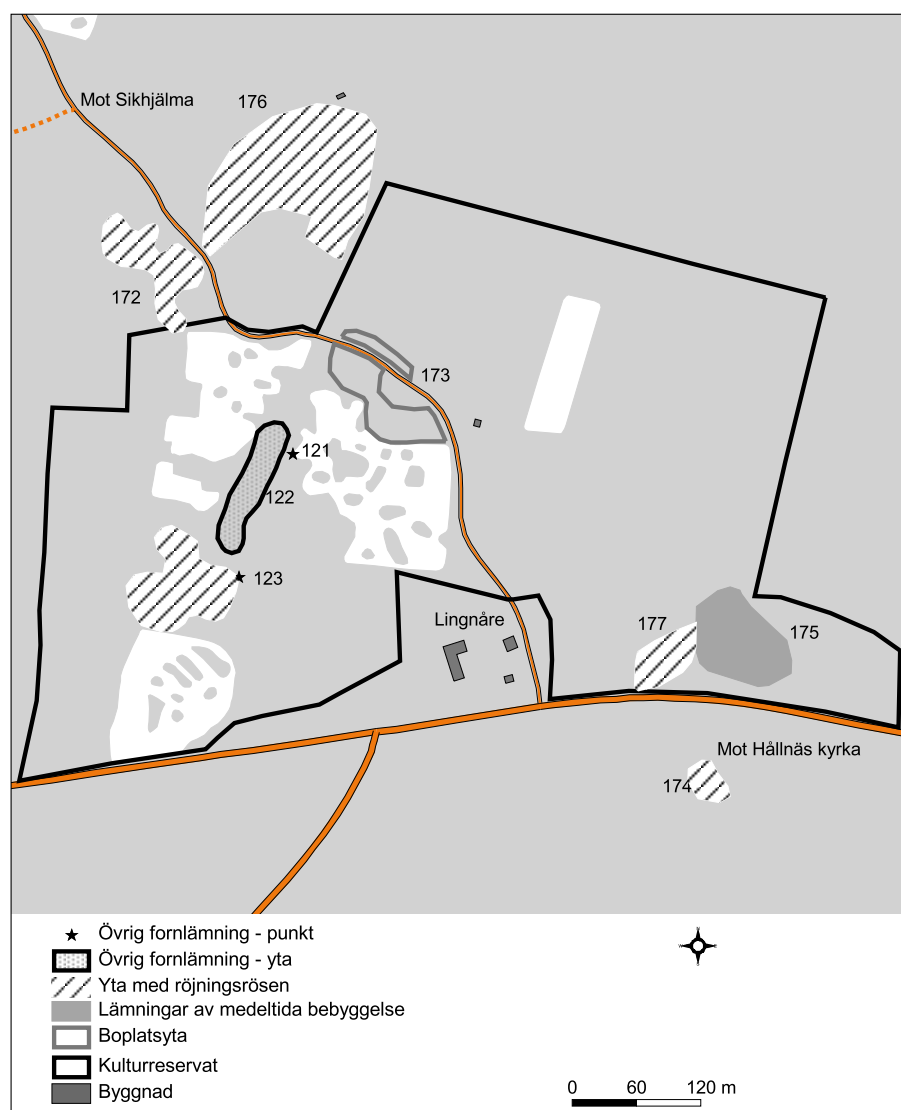 Mot Sikhjälma
176
172
173
121
122
123
Lingnåre
177
175
Mot Hållnäs kyrka
174
Övrig fornlämning - punkt
Övrig fornlämning - yta
Yta med röjningsrösen
Lämningar av medeltida bebyggelse
Boplatsyta
Kulturreservat
Byggnad
0 60 120 m